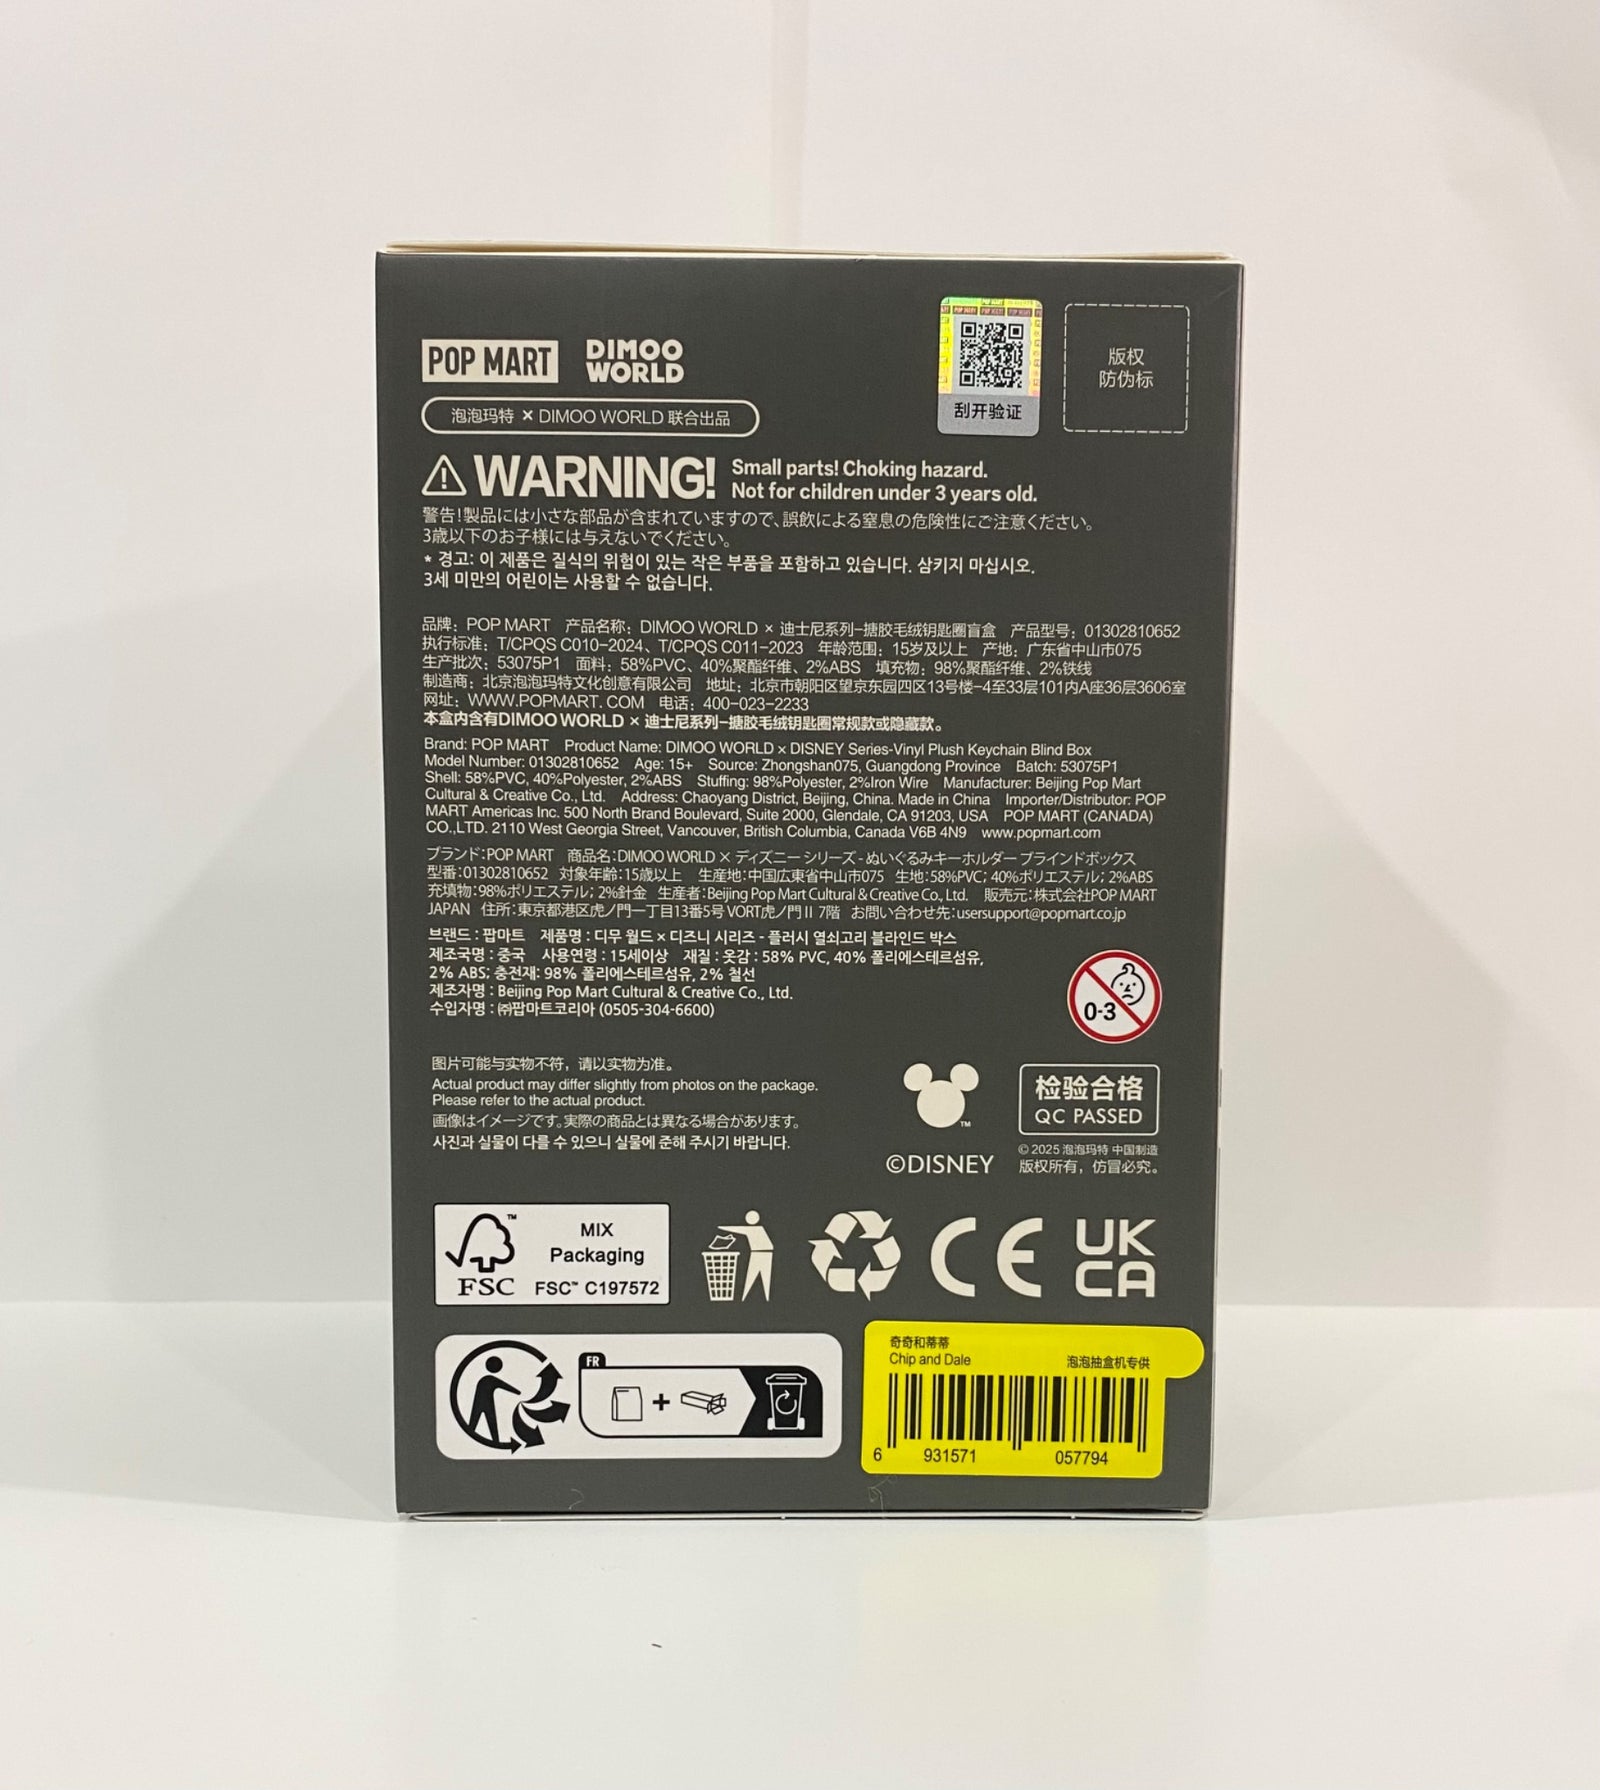 POP MART
DIMOO
WORLD
泡泡玛特 × DIMOO WORLD 联合出品
刮开验证
版权
防伪标
WARNING!
Small parts! Choking hazard.
Not for children under 3 years old.
警告!製品には小さな部品が含まれていますので、誤飲による窒息の危険性にご注意ください。
3歳以下のお子様には与えないでください。
* 경고: 이 제품은 질식의 위험이 있는 작은 부품을 포함하고 있습니다. 삼키지 마십시오.
3세 미만의 어린이는 사용할 수 없습니다.
品牌：POP MART 产品名称：DIMOO WORLD × 迪士尼系列-搪胶毛绒钥匙圈盲盒 产品型号：01302810652
执行标准：T/CPQS C010-2024、T/CPQS C011-2023 年龄范围：15岁及以上 产地：广东省中山市075
生产批次：53075P1 面料：58%PVC、40%聚酯纤维、2%ABS 填充物：98%聚酯纤维、2%铁线
制造商：北京泡泡玛特文化创意有限公司 地址：北京市朝阳区望京东园四区13号楼-4至33层101内A座36层3606室
网址：WWW.POPMART.COM 电话：400-023-2233
本盒内含有DIMOO WORLD × 迪士尼系列-搪胶毛绒钥匙圈常规款或隐藏款。
Brand: POP MART Product Name: DIMOO WORLD × DISNEY Series-Vinyl Plush Keychain Blind Box
Model Number: 01302810652 Age: 15+ Source: Zhongshan075, Guangdong Province Batch: 53075P1
Shell: 58%PVC, 40%Polyester, 2%ABS Stuffing: 98%Polyester, 2%Iron Wire Manufacturer: Beijing Pop Mart
Cultural & Creative Co., Ltd. Address: Chaoyang District, Beijing, China. Made in China Importer/Distributor: POP
MART Americas Inc. 500 North Brand Boulevard, Suite 2000, Glendale, CA 91203, USA POP MART (CANADA)
CO.,LTD. 2110 West Georgia Street, Vancouver, British Columbia, Canada V6B 4N9 www.popmart.com
ブランド：POP MART 商品名：DIMOO WORLD × ディズニー シリーズ - ぬいぐるみキーホルダー ブラインドボックス
型番：01302810652 対象年齢：15歳以上 生産地：中国広東省中山市075 生地：58%PVC; 40%ポリエステル; 2%ABS
充填物：98%ポリエステル; 2%針金 生産者：Beijing Pop Mart Cultural & Creative Co., Ltd. 販売元：株式会社POP MART
JAPAN 住所：東京都港区虎ノ門一丁目13番5号 VORT虎ノ門Ⅱ 7階 お問い合わせ先：usersupport@popmart.co.jp
브랜드 : 팝마트 제품명 : 디무 월드 × 디즈니 시리즈 - 플러시 열쇠고리 블라인드 박스
제조국명 : 중국 사용연령 : 15세이상 재질 : 옷감 : 58% PVC, 40% 폴리에스테르섬유,
2% ABS; 충전재: 98% 폴리에스테르섬유, 2% 철선
제조자명 : Beijing Pop Mart Cultural & Creative Co., Ltd.
수입자명 : ㈜팝마트코리아 (0505-304-6600)
0-3
图片可能与实物不符，请以实物为准。
Actual product may differ slightly from photos on the package.
Please refer to the actual product.
画像はイメージです。実際の商品とは異なる場合があります。
사진과 실물이 다를 수 있으니 실물에 준해 주시기 바랍니다.
TM
©DISNEY
检验合格
QC PASSED
© 2025 泡泡玛特 中国制造
版权所有，仿冒必究。
FSC
TM
MIX
Packaging
FSC™ C197572
CE
UK
CA
FR
+
奇奇和蒂蒂
Chip and Dale
泡泡抽盒机专供
6 931571 057794